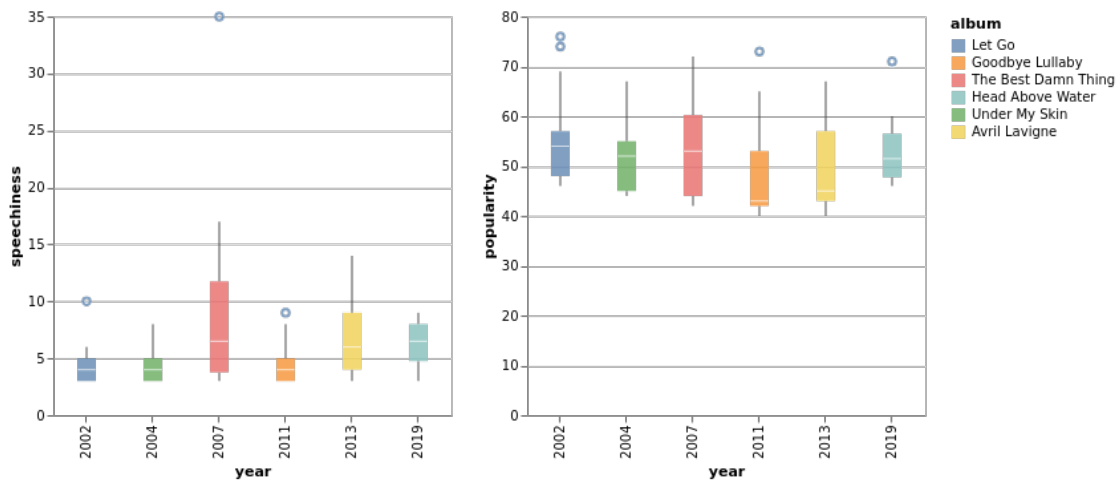 speechiness
35
30
25
20
15
10
5
0
2002
2004
2007
2011
2013
2019
year
popularity
80
70
60
50
40
30
20
10
0
2002
2004
2007
2011
2013
2019
year
album
Let Go
Goodbye Lullaby
The Best Damn Thing
Head Above Water
Under My Skin
Avril Lavigne